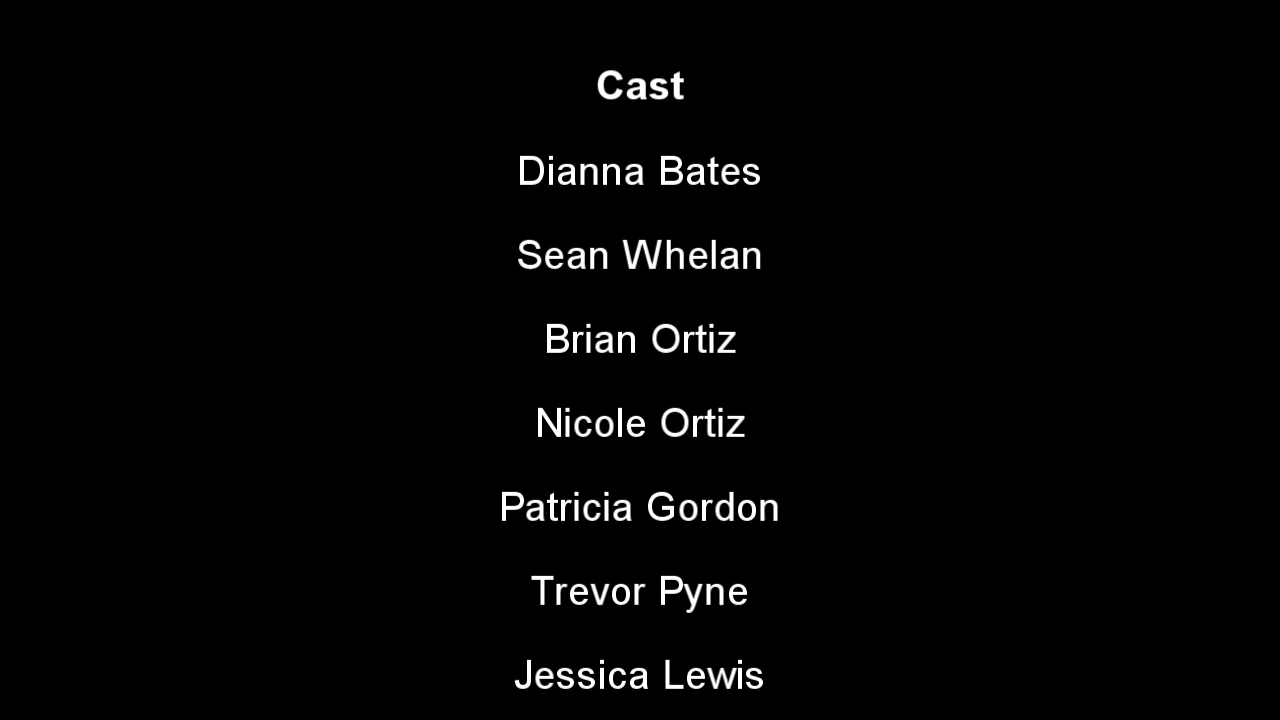 Cast
Dianna Bates
Sean Whelan
Brian Ortiz
Nicole Ortiz
Patricia Gordon
Trevor Pyne
Jessica Lewis